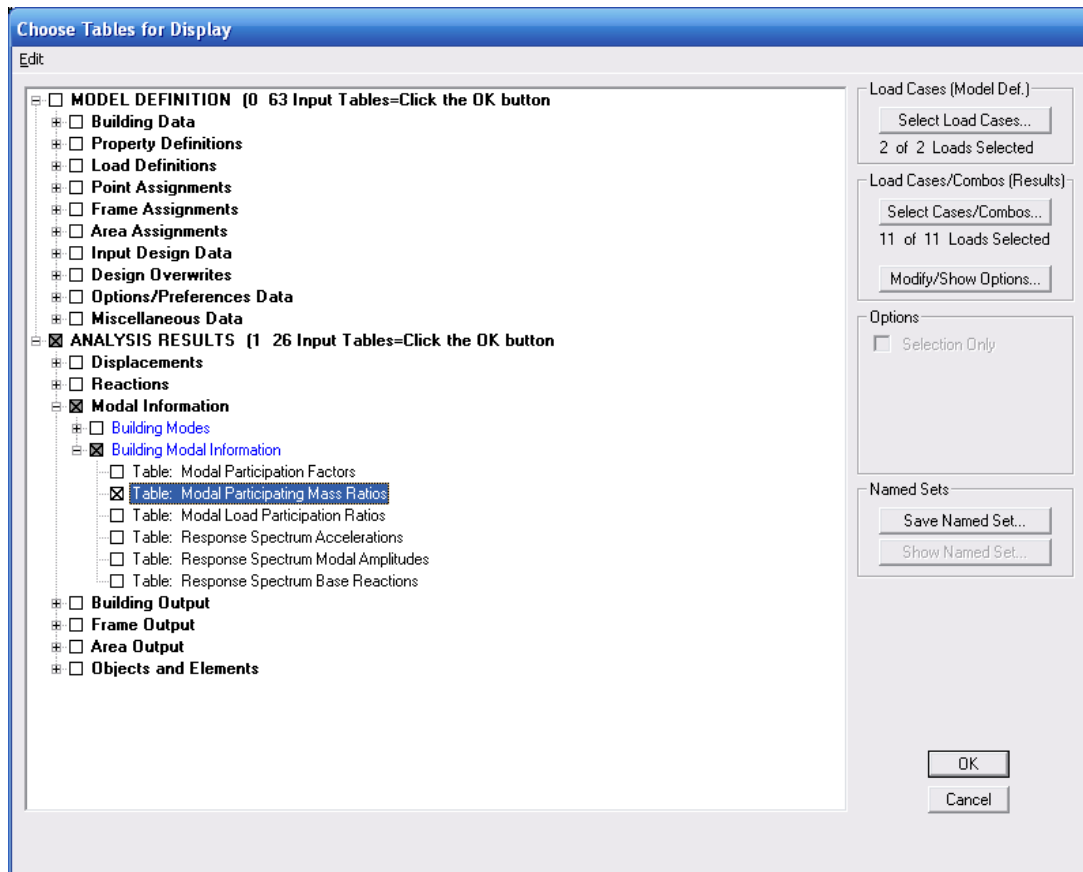 Choose Tables for Display
Edit
MODEL DEFINITION (0 63 Input Tables=Click the OK button
Building Data
Property Definitions
Load Definitions
Point Assignments
Frame Assignments
Area Assignments
Input Design Data
Design Overwrites
Options/Preferences Data
Miscellaneous Data
ANALYSIS RESULTS (1 26 Input Tables=Click the OK button
Displacements
Reactions
Modal Information
Building Modes
Building Modal Information
Table: Modal Participation Factors
Table: Modal Participating Mass Ratios
Table: Modal Load Participation Ratios
Table: Response Spectrum Accelerations
Table: Response Spectrum Modal Amplitudes
Table: Response Spectrum Base Reactions
Building Output
Frame Output
Area Output
Objects and Elements
Load Cases (Model Def.)
Select Load Cases...
2 of 2 Loads Selected
Load Cases/Combos (Results)
Select Cases/Combos...
11 of 11 Loads Selected
Modify/Show Options...
Options
Selection Only
Named Sets
Save Named Set...
Show Named Set...
OK
Cancel